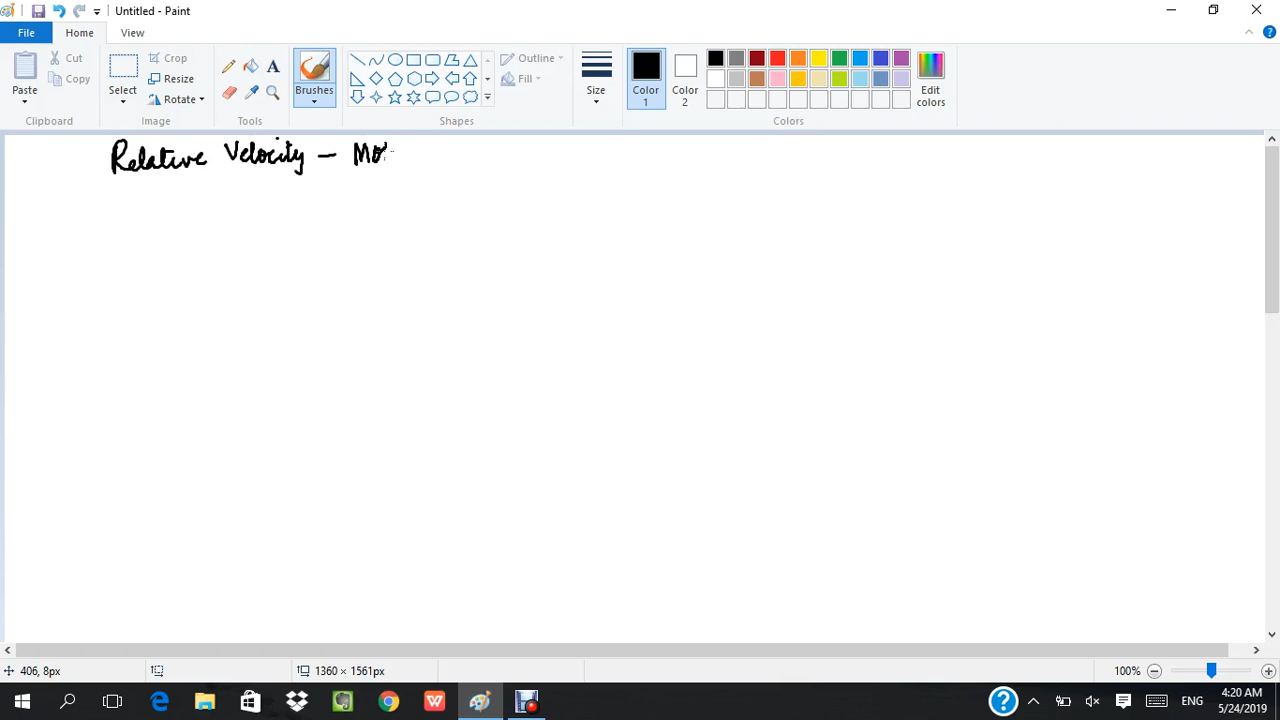 Untitled - Paint
File Home View
Paste
Cut
Copy
Clipboard
Select
Crop
Resize
Rotate
Image
Tools
Brushes
Outline
Fill
Shapes
Size
Color 1
Color 2
Edit colors
Colors
Relative Velocity —
406, 8px
1360 × 1561px
100%
ENG
4:20 AM
5/24/2019